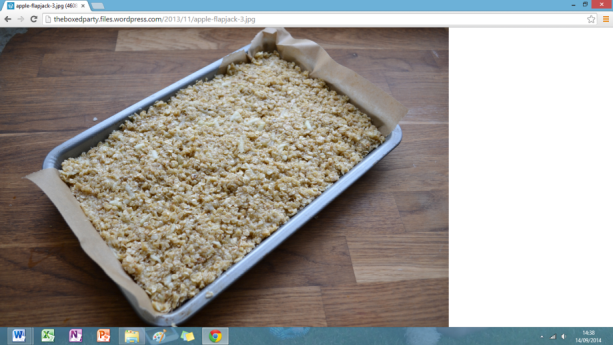 apple-flapjack-3.jpg (460
theboxedparty.files.wordpress.com/2013/11/apple-flapjack-3.jpg
14:38
14/09/2014